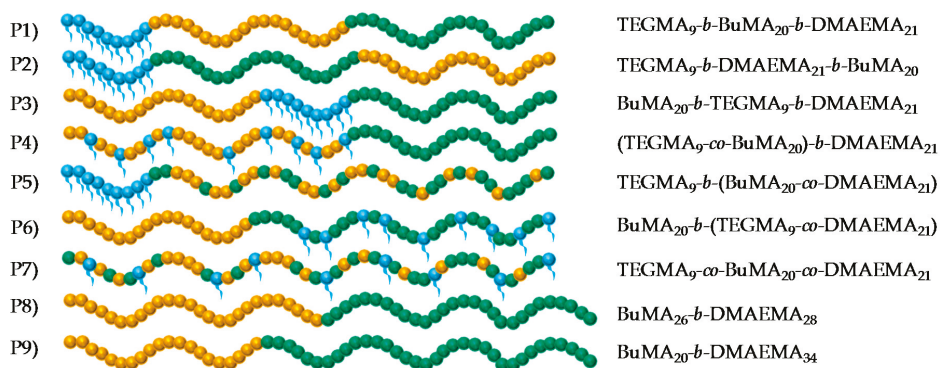 P1) TEGMA₉-b-BuMA₂₀-b-DMAEMA₂₁
P2) TEGMA₉-b-DMAEMA₂₁-b-BuMA₂₀
P3) BuMA₂₀-b-TEGMA₉-b-DMAEMA₂₁
P4) (TEGMA₉-co-BuMA₂₀)-b-DMAEMA₂₁
P5) TEGMA₉-b-(BuMA₂₀-co-DMAEMA₂₁)
P6) BuMA₂₀-b-(TEGMA₉-co-DMAEMA₂₁)
P7) TEGMA₉-co-BuMA₂₀-co-DMAEMA₂₁
P8) BuMA₂₆-b-DMAEMA₂₈
P9) BuMA₂₀-b-DMAEMA₃₄